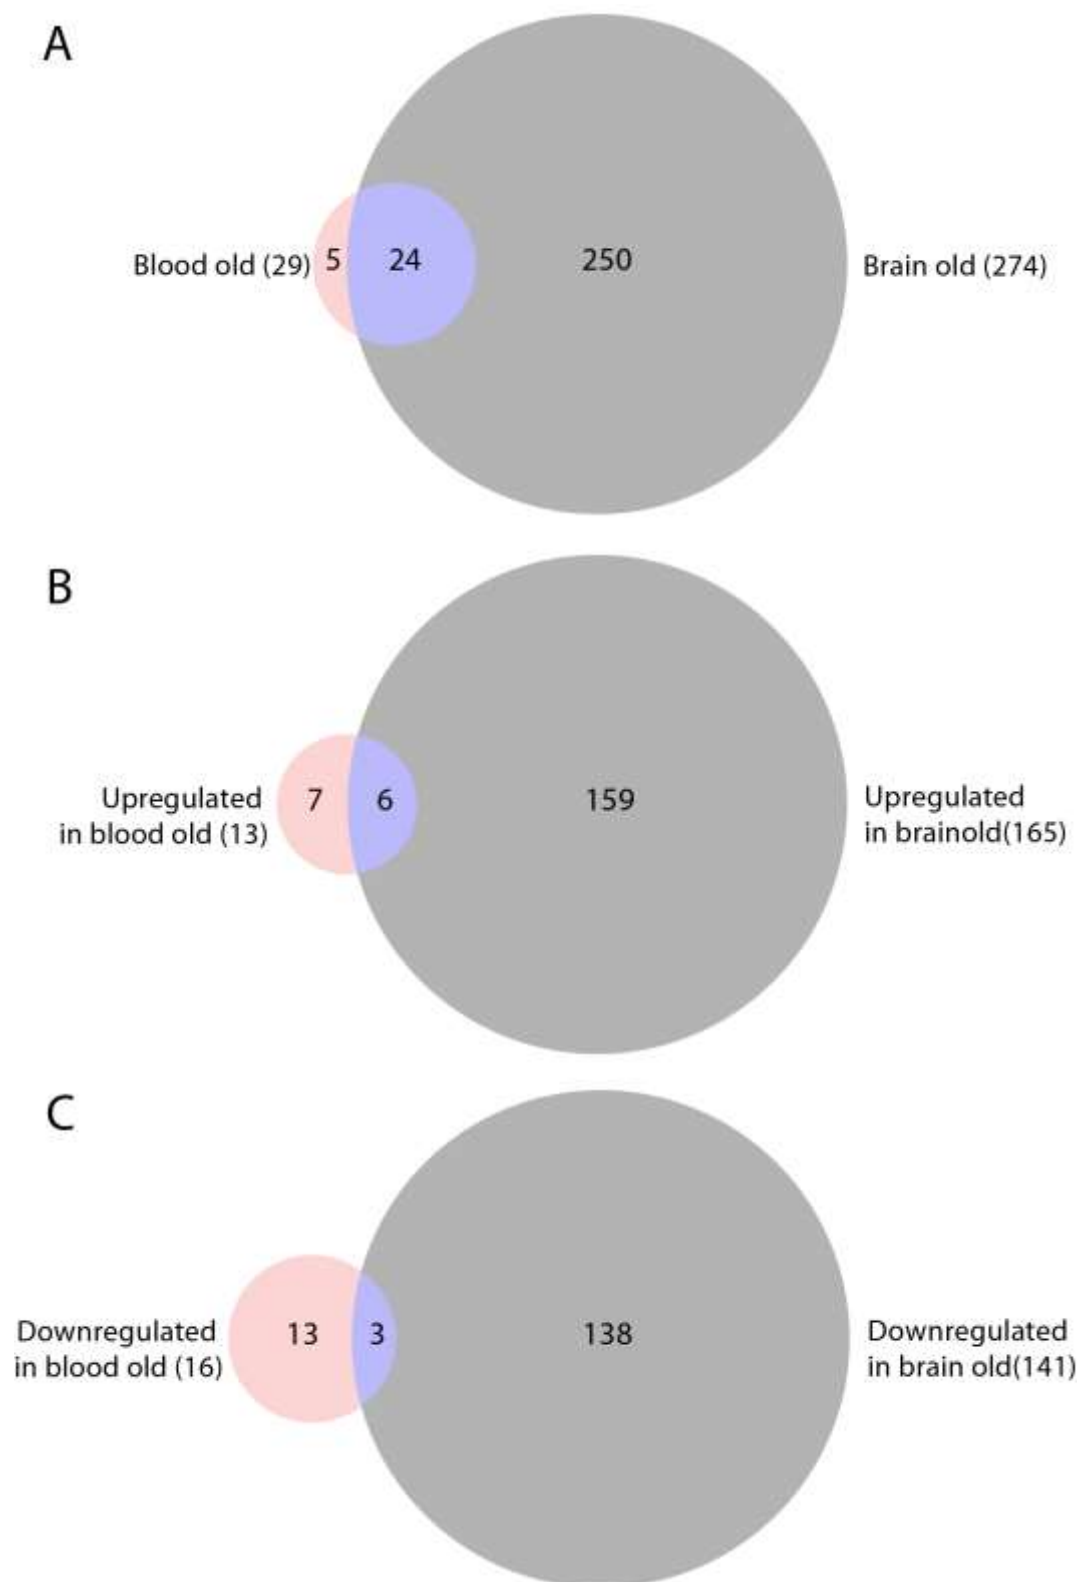 A
Blood old (29)
5
24
250
Brain old (274)
B
Upregulated
in blood old (13)
7
6
159
Upregulated
in brainold(165)
C
Downregulated
in blood old (16)
13
3
138
Downregulated
in brain old(141)